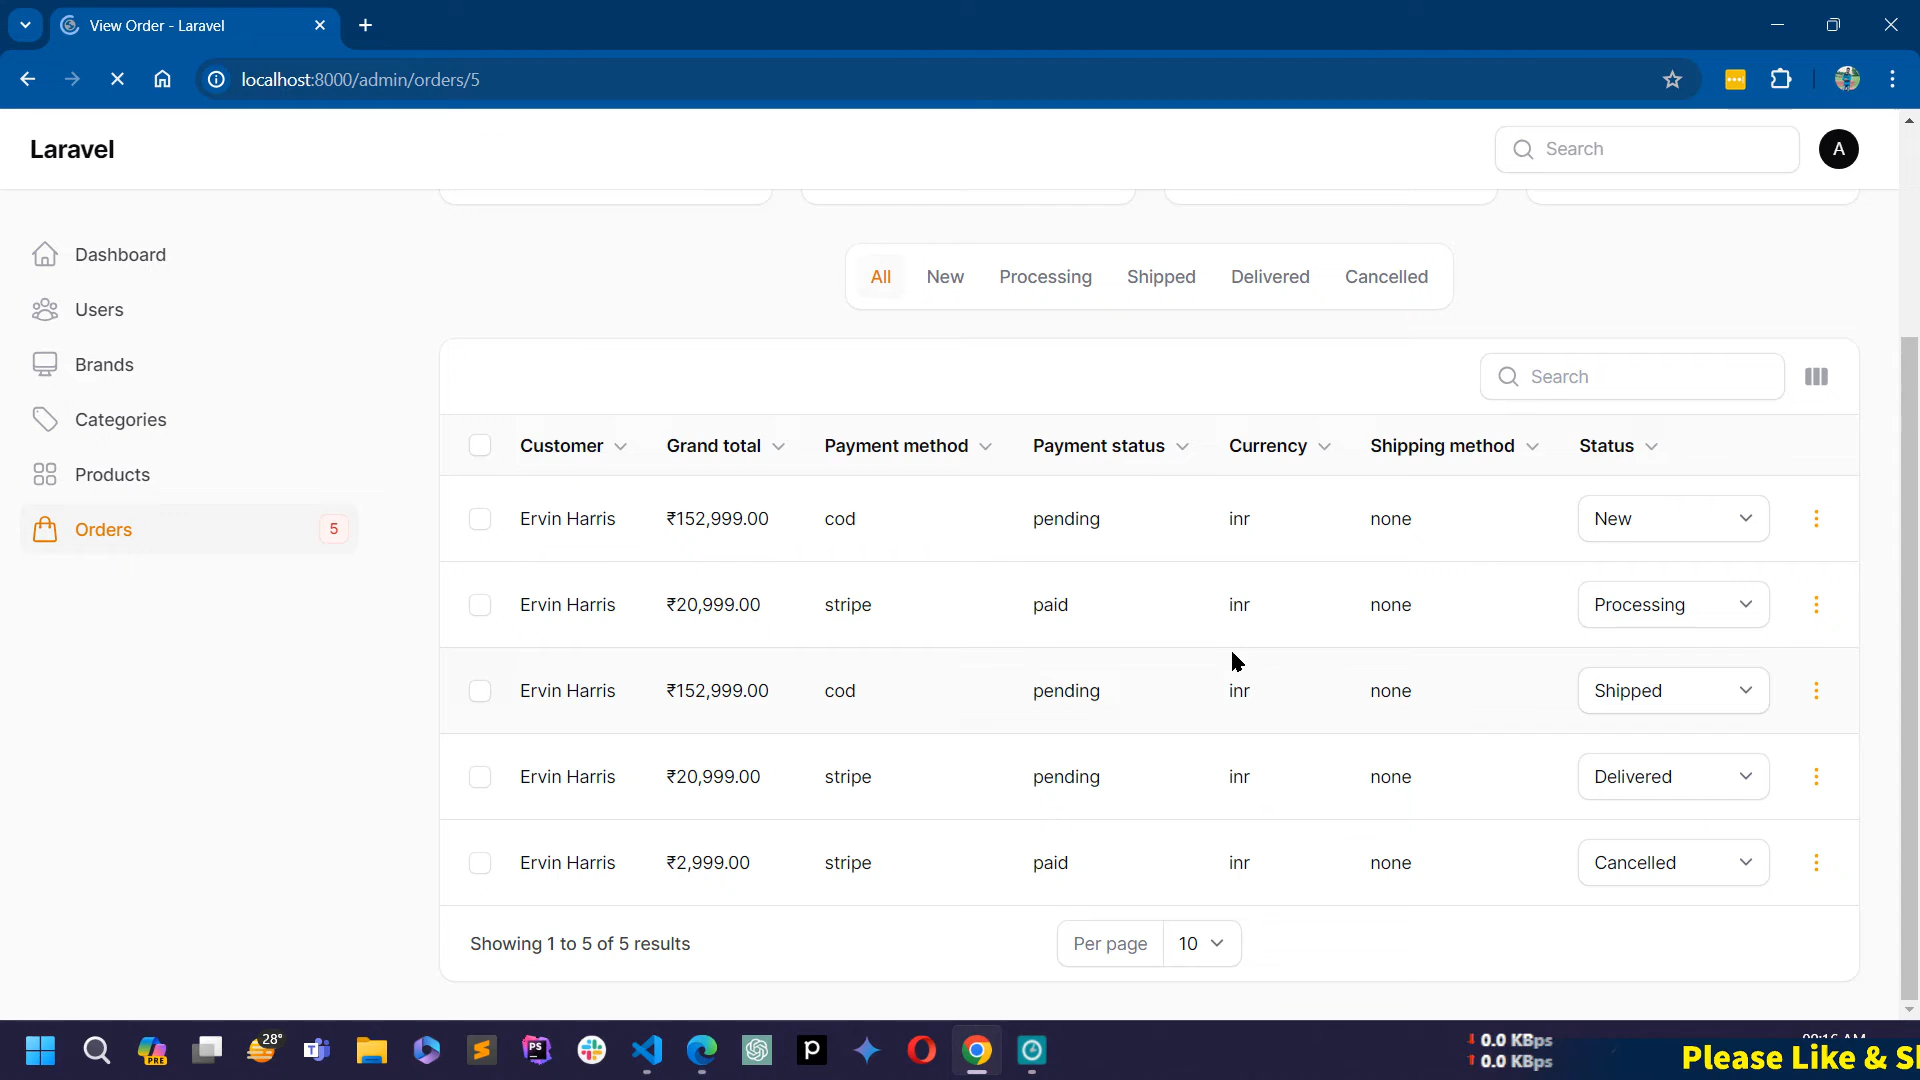 View Order - Laravel
localhost:8000/admin/orders/5
Laravel
Search
A
Dashboard
Users
Brands
Categories
Products
Orders 5
All New Processing Shipped Delivered Cancelled
Search
Customer Grand total Payment method Payment status Currency Shipping method Status
Ervin Harris ₹152,999.00 cod pending inr none New
Ervin Harris ₹20,999.00 stripe paid inr none Processing
Ervin Harris ₹152,999.00 cod pending inr none Shipped
Ervin Harris ₹20,999.00 stripe pending inr none Delivered
Ervin Harris ₹2,999.00 stripe paid inr none Cancelled
Showing 1 to 5 of 5 results
Per page 10
PRE
28°
PS
0.0 KBps
0.0 KBps
Please Like &